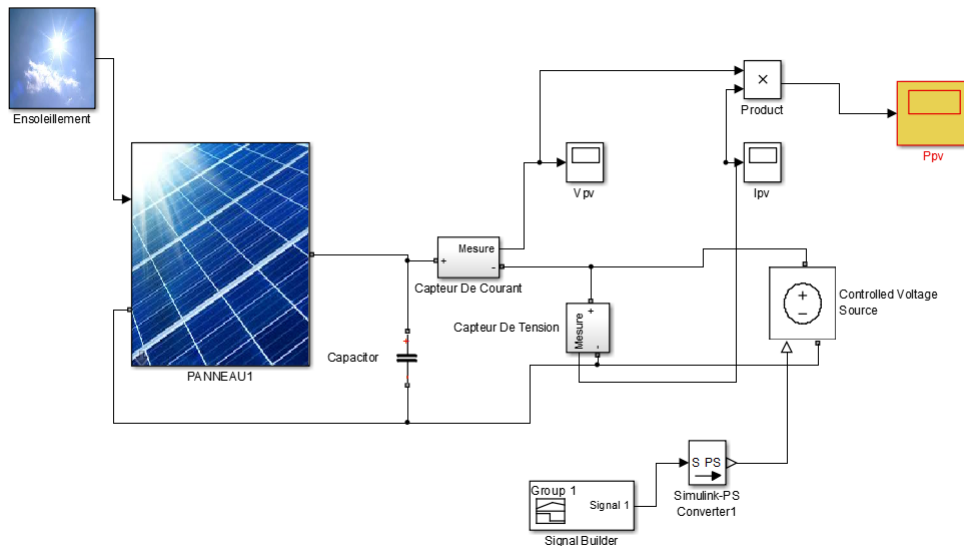 Ensoleillement
×
Product
Ppv
Vpv
Ipv
PANNEAU1
Mesure
+ -
Capteur De Courant
+
Mesure
-
Capteur De Tension
Capacitor
+
-
Controlled Voltage
Source
Group 1
Signal 1
Signal Builder
S PS
Simulink-PS
Converter1